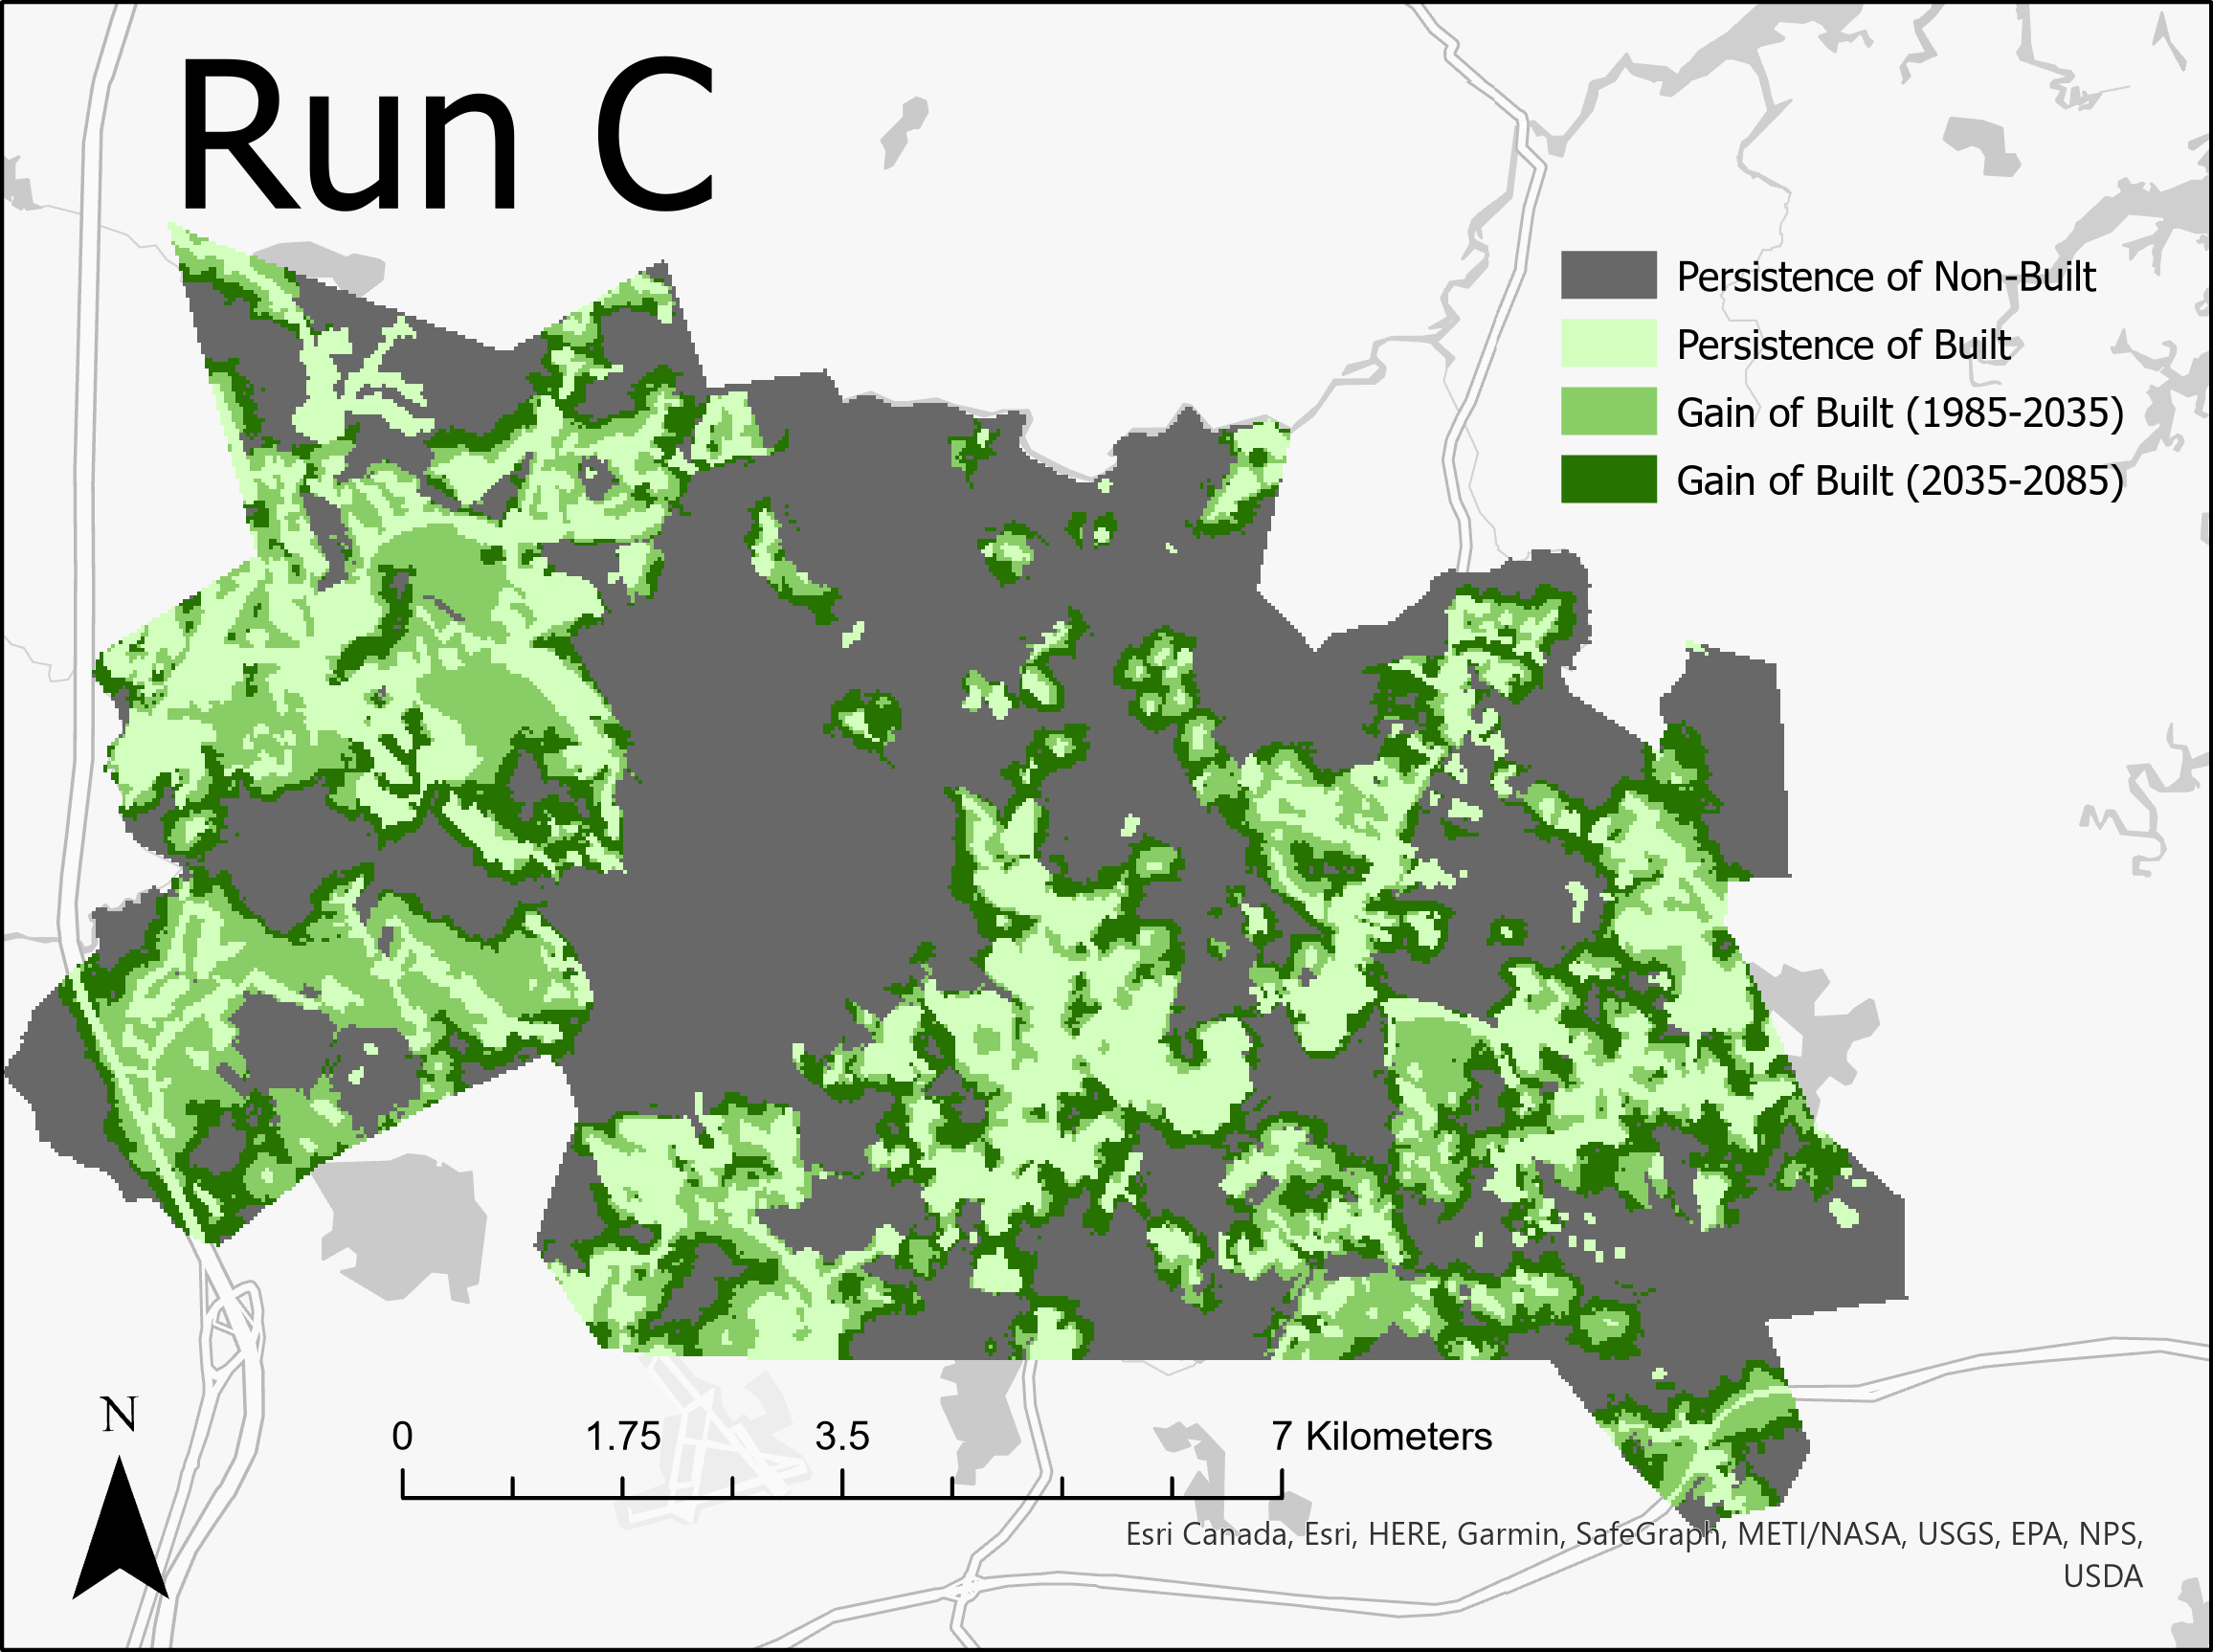 Run C
Persistence of Non-Built
Persistence of Built
Gain of Built (1985-2035)
Gain of Built (2035-2085)
N
0 1.75 3.5 7 Kilometers
Esri Canada, Esri, HERE, Garmin, SafeGraph, METI/NASA, USGS, EPA, NPS,
USDA